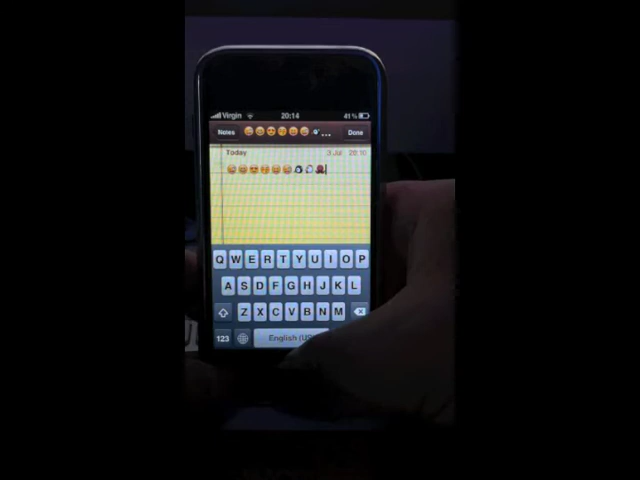 Virgin 20:14 41%
Notes 😄😊😍😘😄😅 ... Done
Today 3 Jul 20:10
Q W E R T Y U I O P
A S D F G H J K L
Z X C V B N M
123 English (US